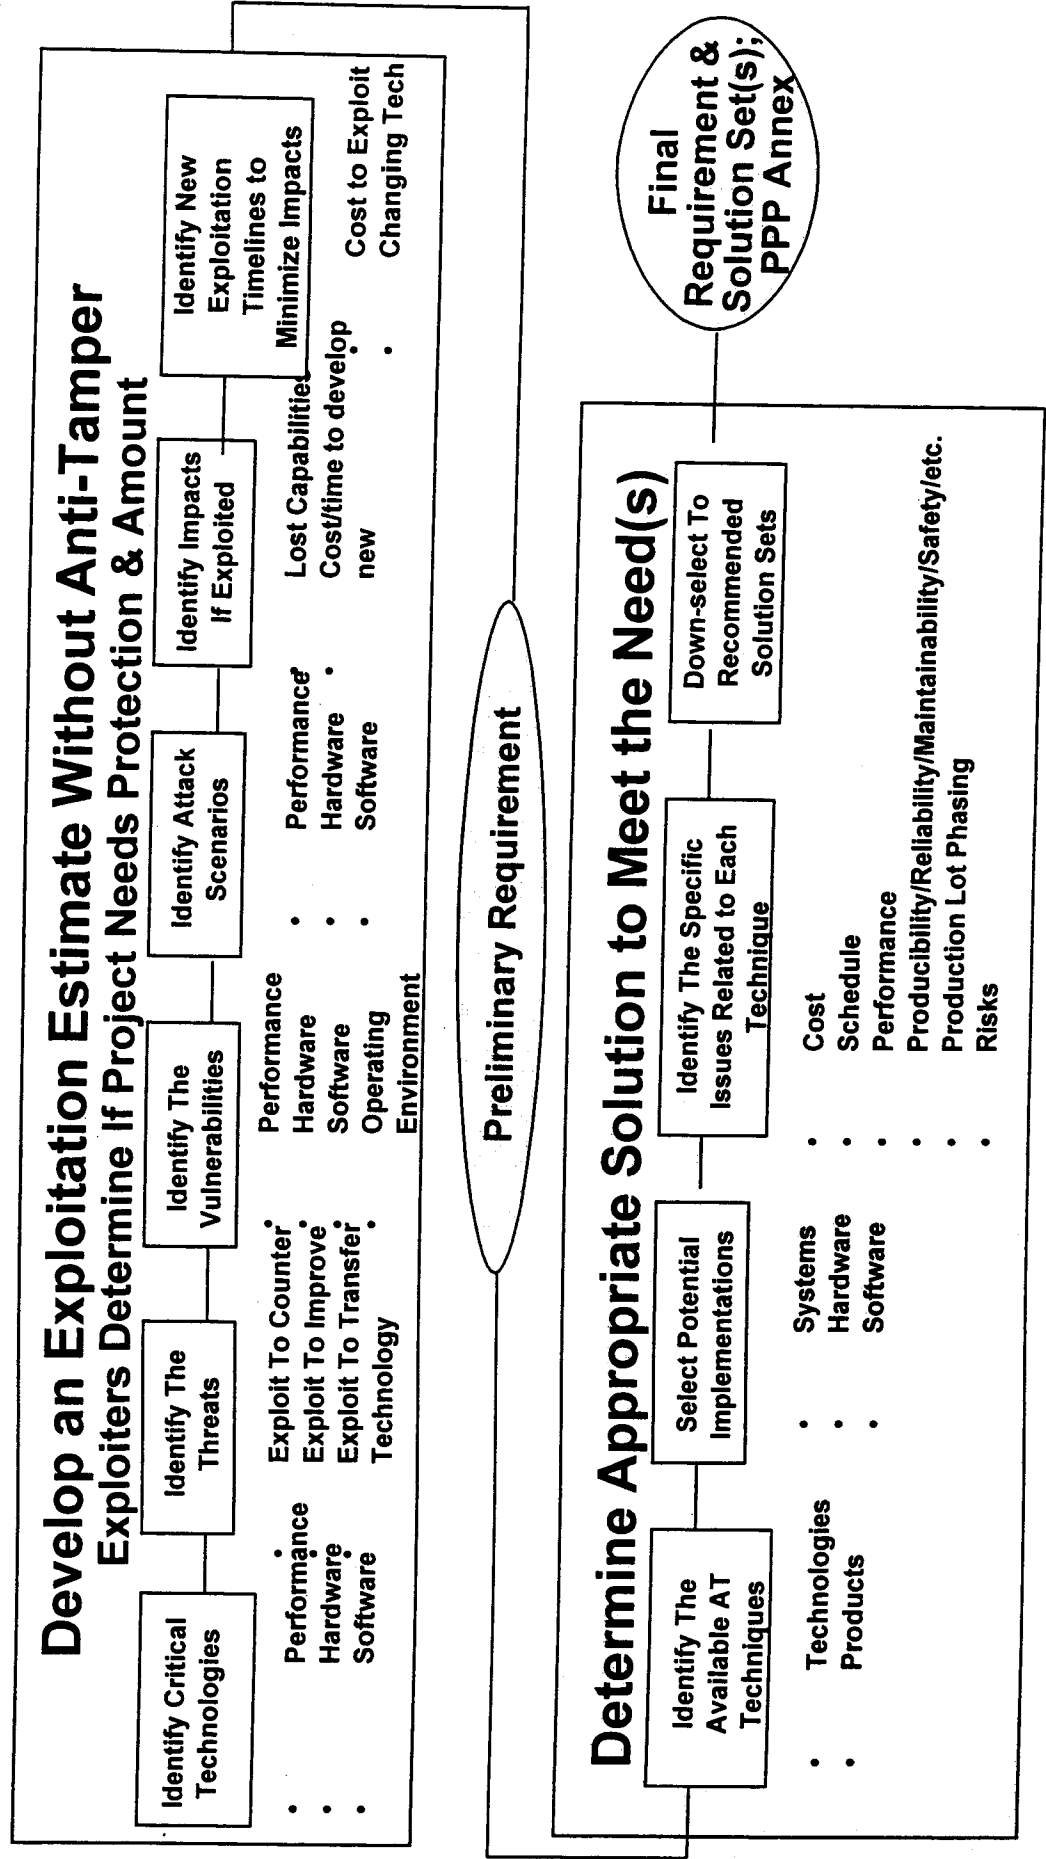 Develop an Exploitation Estimate Without Anti-Tamper
Exploiters Determine If Project Needs Protection & Amount
Identify Critical
Technologies
• Performance
• Hardware
• Software
Identify The
Threats
• Exploit To Counter
• Exploit To Improve
• Exploit To Transfer
Technology
Identify The
Vulnerabilities
• Performance
• Hardware
• Software
• Operating
Environment
Identify Attack
Scenarios
• Performance
• Hardware
• Software
Identify Impacts
If Exploited
• Lost Capabilities
• Cost/time to develop
new
Identify New
Exploitation
Timelines to
Minimize Impacts
• Cost to Exploit
• Changing Tech
Preliminary Requirement
Determine Appropriate Solution to Meet the Need(s)
Identify The
Available AT
Techniques
• Technologies
• Products
Select Potential
Implementations
• Systems
• Hardware
• Software
Identify The Specific
Issues Related to Each
Technique
• Cost
• Schedule
• Performance
• Producibility/Reliability/Maintainability/Safety/etc.
• Production Lot Phasing
• Risks
Down-select To
Recommended
Solution Sets
Final
Requirement &
Solution Set(s);
PPP Annex